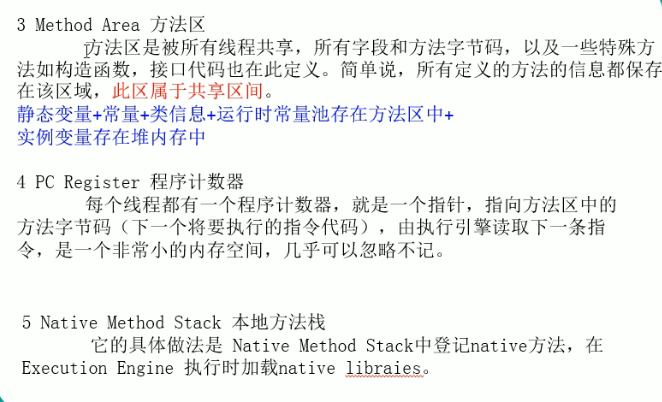 3 Method Area 方法区
方法区是被所有线程共享，所有字段和方法字节码，以及一些特殊方
法如构造函数，接口代码也在此定义。简单说，所有定义的方法的信息都保存
在该区域，此区属于共享区间。
静态变量+常量+类信息+运行时常量池存在方法区中+
实例变量存在堆内存中
4 PC Register 程序计数器
每个线程都有一个程序计数器，就是一个指针，指向方法区中的
方法字节码（下一个将要执行的指令代码），由执行引擎读取下一条指
令，是一个非常小的内存空间，几乎可以忽略不记。
5 Native Method Stack 本地方法栈
它的具体做法是 Native Method Stack中登记native方法，在
Execution Engine 执行时加载native libraies。